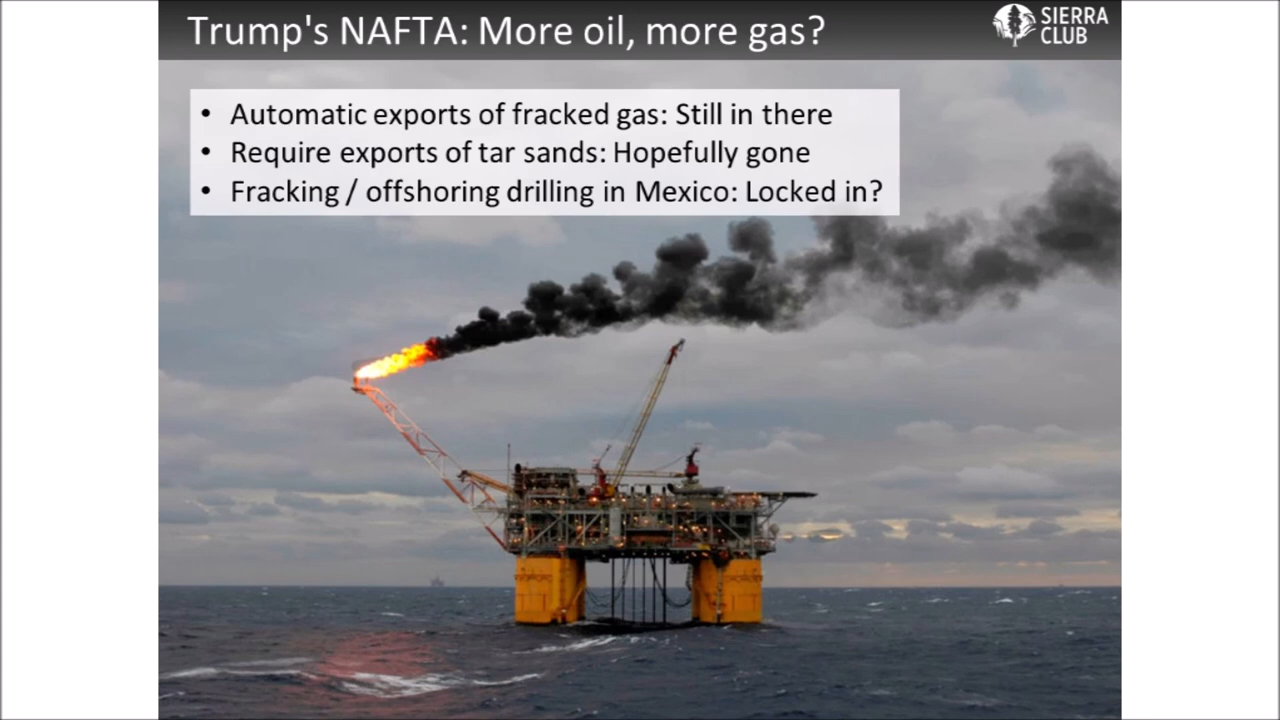 Trump's NAFTA: More oil, more gas?
SIERRA
CLUB
• Automatic exports of fracked gas: Still in there
• Require exports of tar sands: Hopefully gone
• Fracking / offshoring drilling in Mexico: Locked in?